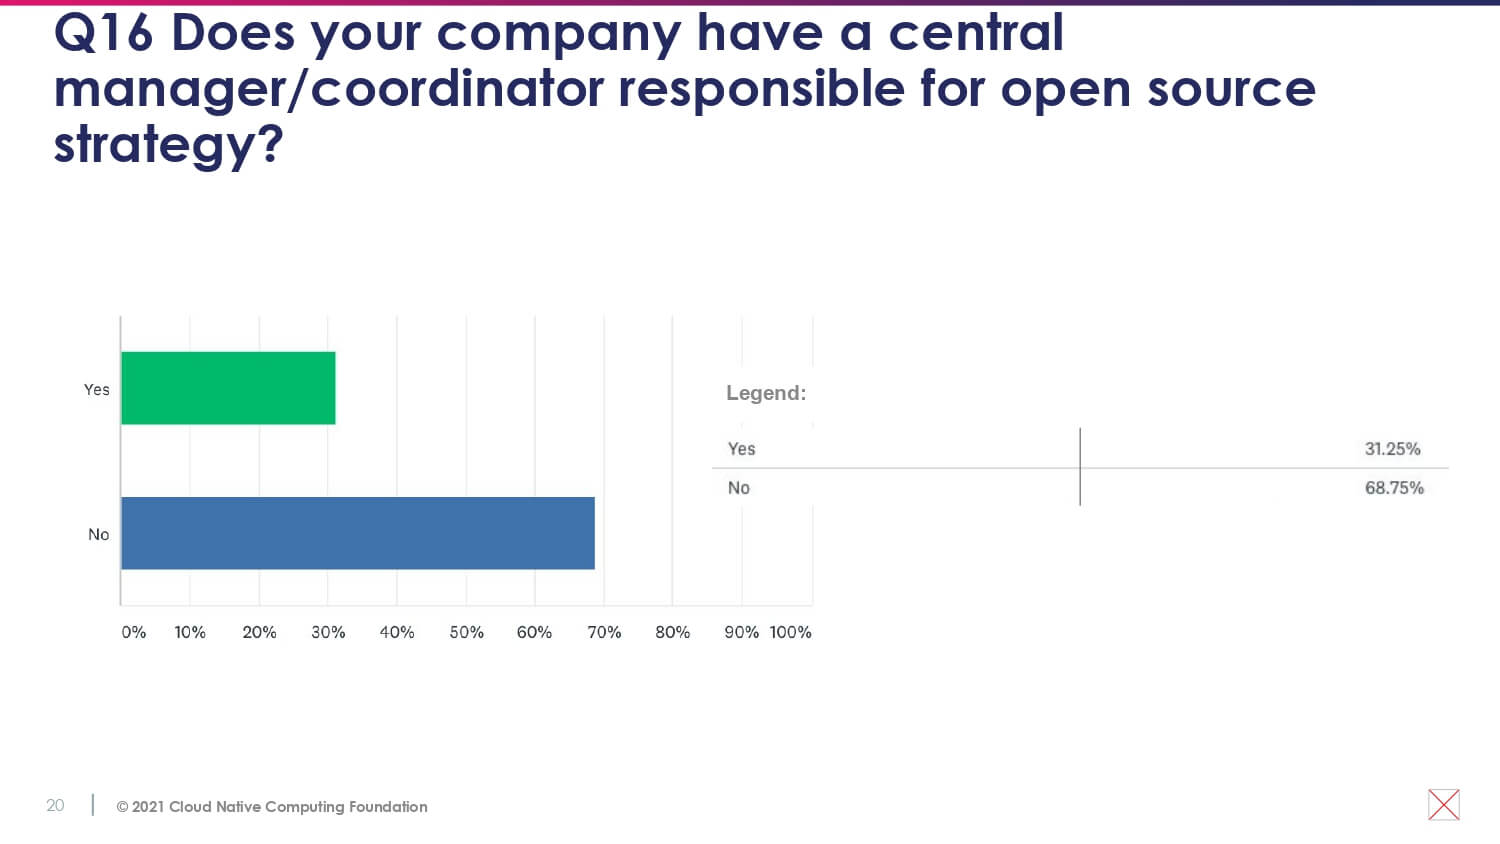 Q16 Does your company have a central
manager/coordinator responsible for open source
strategy?
Yes
No
0% 10% 20% 30% 40% 50% 60% 70% 80% 90% 100%
Legend:
Yes 31.25%
No 68.75%
20 © 2021 Cloud Native Computing Foundation